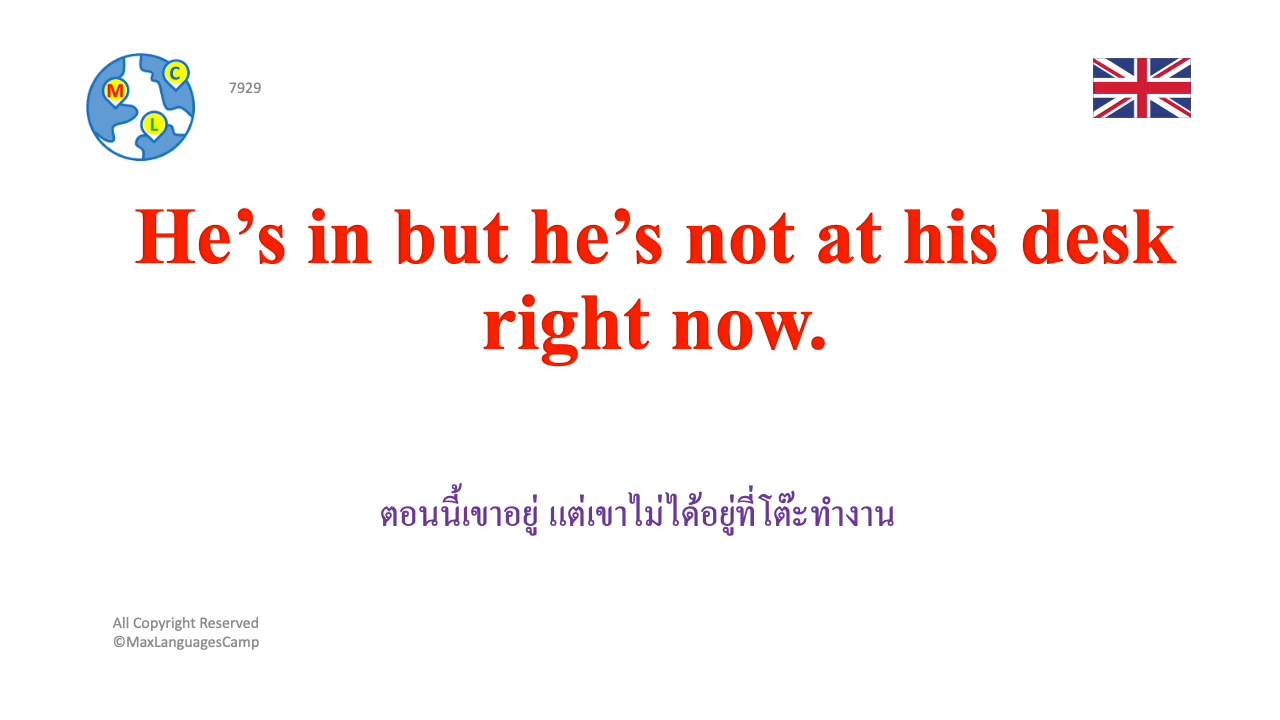 M
C
L
7929
He’s in but he’s not at his desk
right now.
ตอนนี้เขาอยู่ แต่เขาไม่ได้อยู่ที่โต๊ะทำงาน
All Copyright Reserved
©MaxLanguagesCamp